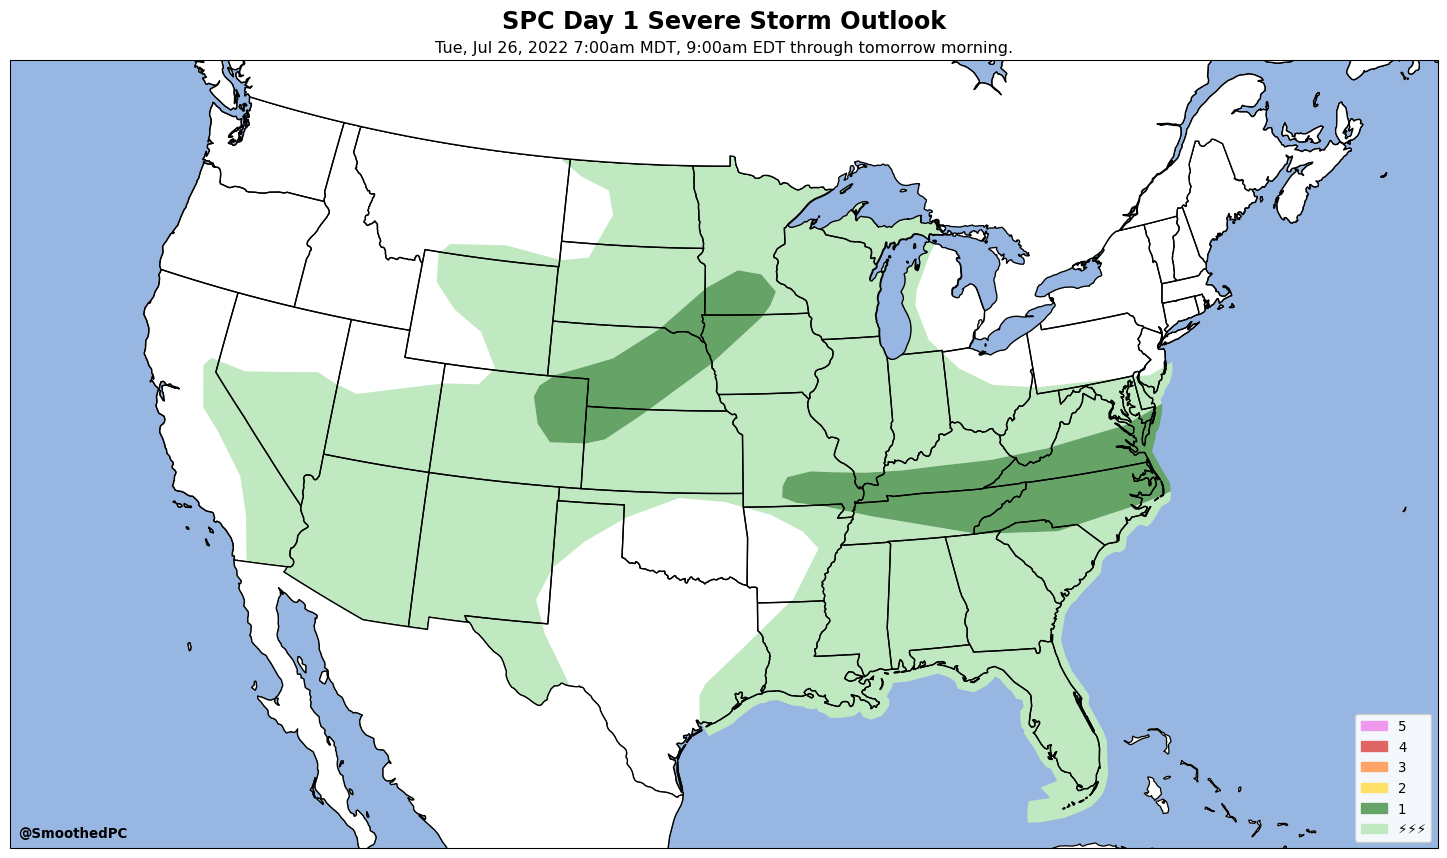 SPC Day 1 Severe Storm Outlook
Tue, Jul 26, 2022 7:00am MDT, 9:00am EDT through tomorrow morning.
5
4
3
2
1
⚡⚡⚡
@SmoothedPC